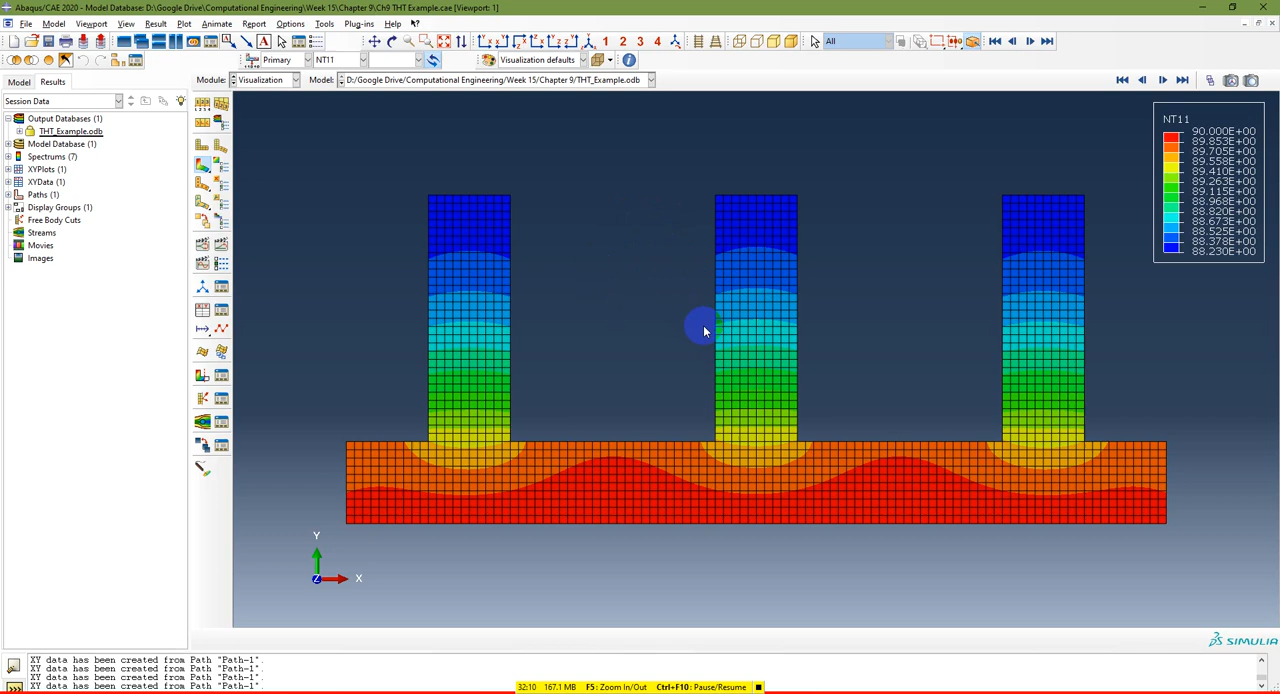 Abaqus/CAE 2020 - Model Database: D:\Google Drive\Computational Engineering\Week 15\Chapter 9\Ch9 THT Example.cae [Viewport: 1]
File Model Viewport View Result Plot Animate Report Options Tools Plug-ins Help
1 2 3 4 All
Primary NT11 Visualization defaults
Model Results Module: Visualization Model: D:/Google Drive/Computational Engineering/Week 15/Chapter 9/THT_Example.odb
Session Data
Output Databases (1)
THT_Example.odb
Model Database (1)
Spectrums (7)
XYPlots (1)
XYData (1)
Paths (1)
Display Groups (1)
Free Body Cuts
Streams
Movies
Images
NT11
90.000E+00
89.853E+00
89.705E+00
89.558E+00
89.410E+00
89.263E+00
89.115E+00
88.968E+00
88.820E+00
88.673E+00
88.525E+00
88.378E+00
88.230E+00
Y
Z
X
SIMULIA
XY data has been created from Path "Path-1".
XY data has been created from Path "Path-1".
XY data has been created from Path "Path-1".
XY data has been created from Path "Path-1".
32:10 167.1 MB F5: Zoom In/Out Ctrl+F10: Pause/Resume